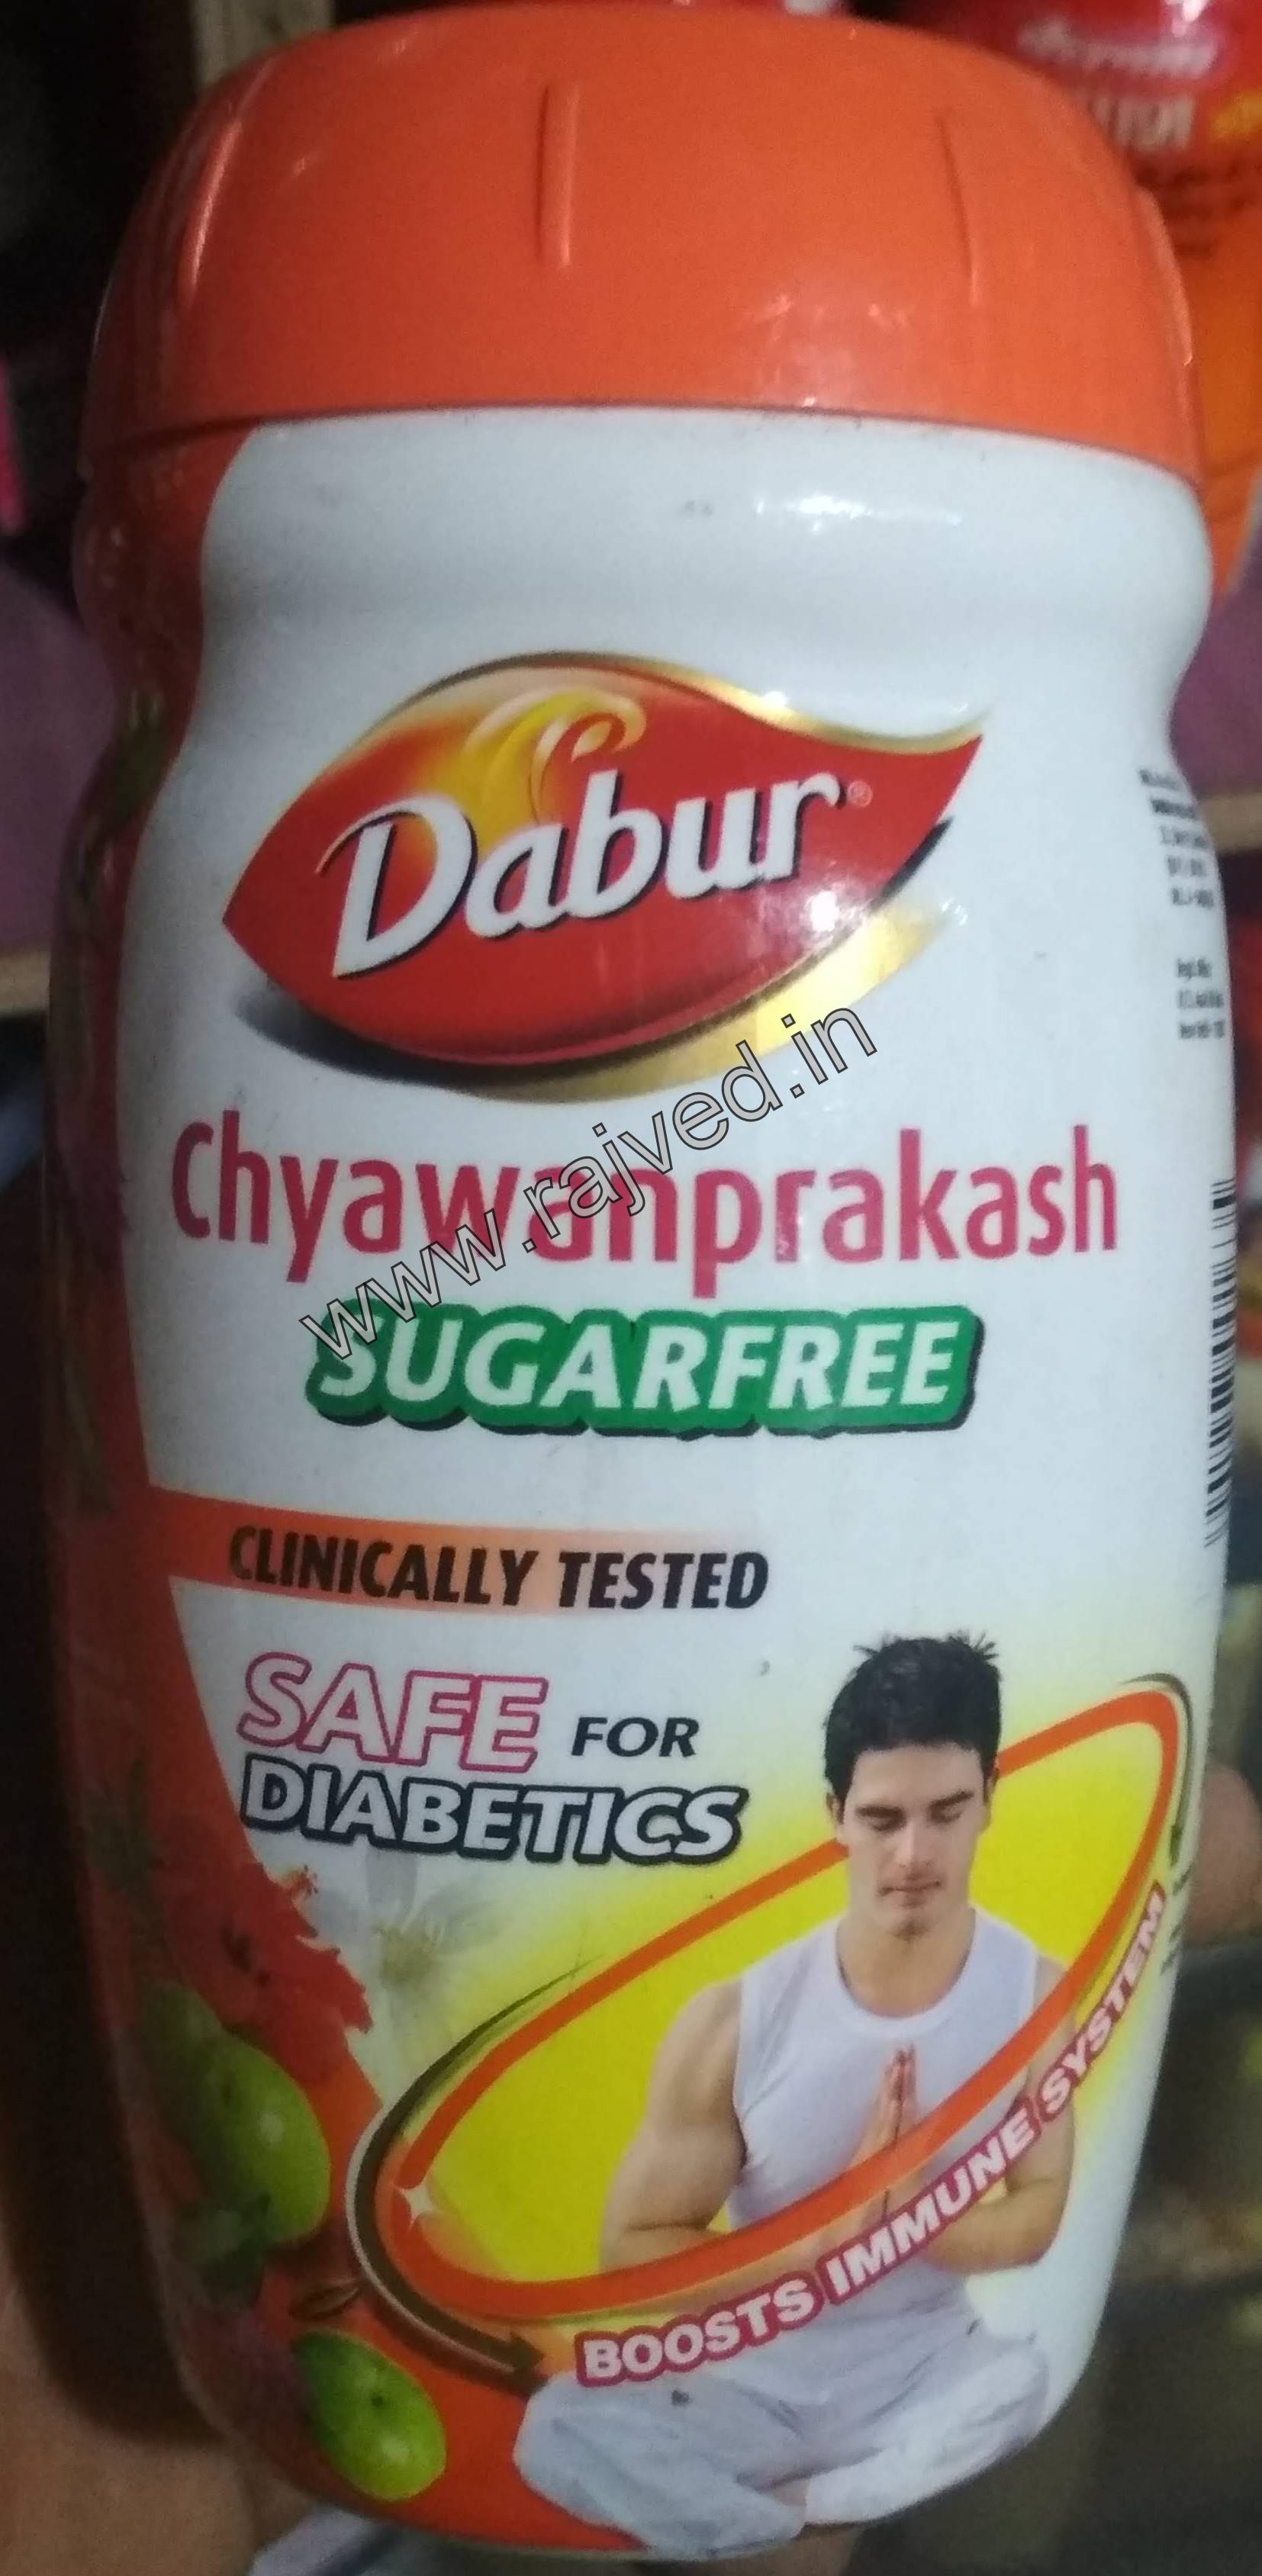 Dabur®
www.rajved.in
Chyawanprakash
SUGARFREE
CLINICALLY TESTED
SAFE FOR
DIABETICS
BOOSTS IMMUNE SYSTEM